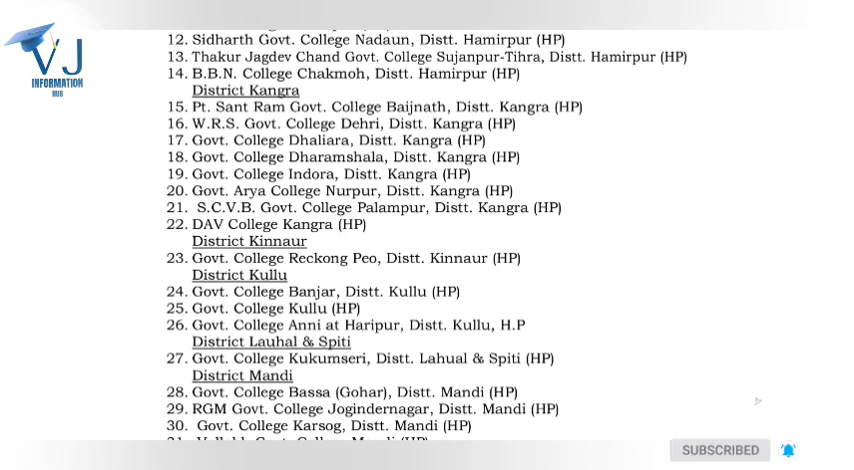 VJ
INFORMATION
HUB
12. Sidharth Govt. College Nadaun, Distt. Hamirpur (HP)
13. Thakur Jagdev Chand Govt. College Sujanpur-Tihra, Distt. Hamirpur (HP)
14. B.B.N. College Chakmoh, Distt. Hamirpur (HP)
District Kangra
15. Pt. Sant Ram Govt. College Baijnath, Distt. Kangra (HP)
16. W.R.S. Govt. College Dehri, Distt. Kangra (HP)
17. Govt. College Dhaliara, Distt. Kangra (HP)
18. Govt. College Dharamshala, Distt. Kangra (HP)
19. Govt. College Indora, Distt. Kangra (HP)
20. Govt. Arya College Nurpur, Distt. Kangra (HP)
21. S.C.V.B. Govt. College Palampur, Distt. Kangra (HP)
22. DAV College Kangra (HP)
District Kinnaur
23. Govt. College Reckong Peo, Distt. Kinnaur (HP)
District Kullu
24. Govt. College Banjar, Distt. Kullu (HP)
25. Govt. College Kullu (HP)
26. Govt. College Anni at Haripur, Distt. Kullu, H.P
District Lauhal & Spiti
27. Govt. College Kukumseri, Distt. Lahual & Spiti (HP)
District Mandi
28. Govt. College Bassa (Gohar), Distt. Mandi (HP)
29. RGM Govt. College Jogindernagar, Distt. Mandi (HP)
30. Govt. College Karsog, Distt. Mandi (HP)
Govt. College Mandi (HP)
SUBSCRIBED